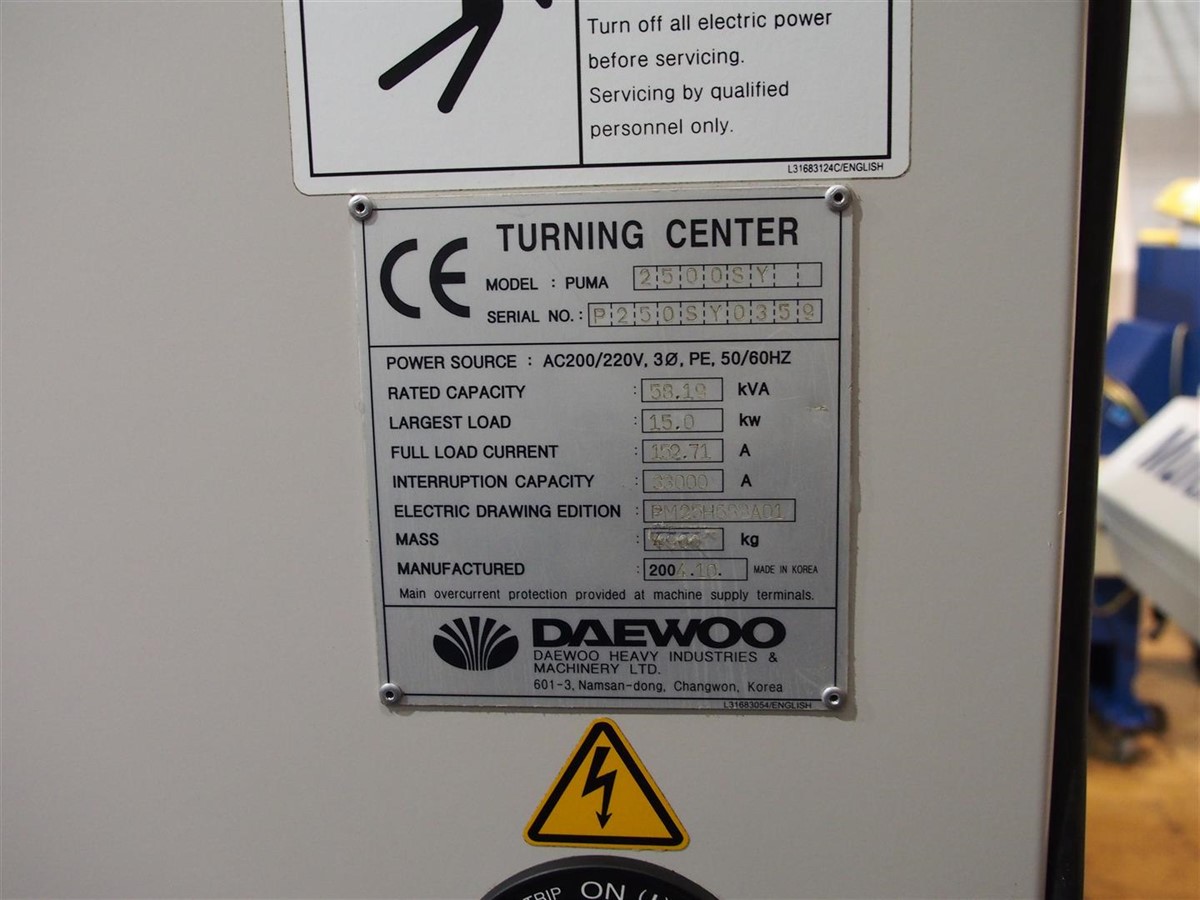 Turn off all electric power
before servicing.
Servicing by qualified
personnel only.
L31683124C/ENGLISH
CE
TURNING CENTER
MODEL : PUMA 2500SY
SERIAL NO. : P250SY0359
POWER SOURCE : AC200/220V, 3Ø, PE, 50/60HZ
RATED CAPACITY : 58.19 kVA
LARGEST LOAD : 15.0 kw
FULL LOAD CURRENT : 152.71 A
INTERRUPTION CAPACITY : 33000 A
ELECTRIC DRAWING EDITION :
MASS : kg
MANUFACTURED : 2004.10. MADE IN KOREA
Main overcurrent protection provided at machine supply terminals.
DAEWOO
DAEWOO HEAVY INDUSTRIES &
MACHINERY LTD.
601-3, Namsan-dong, Changwon, Korea
L31683054/ENGLISH
TRIP ON